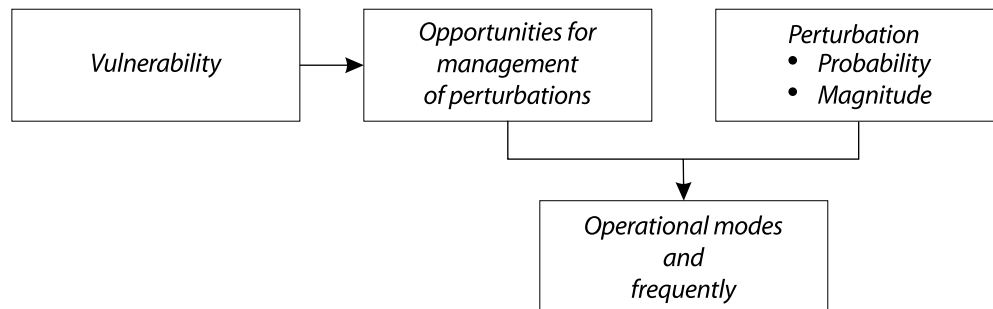 Vulnerability
Opportunities for
management
of perturbations
Perturbation
• Probability
• Magnitude
Operational modes
and
frequently